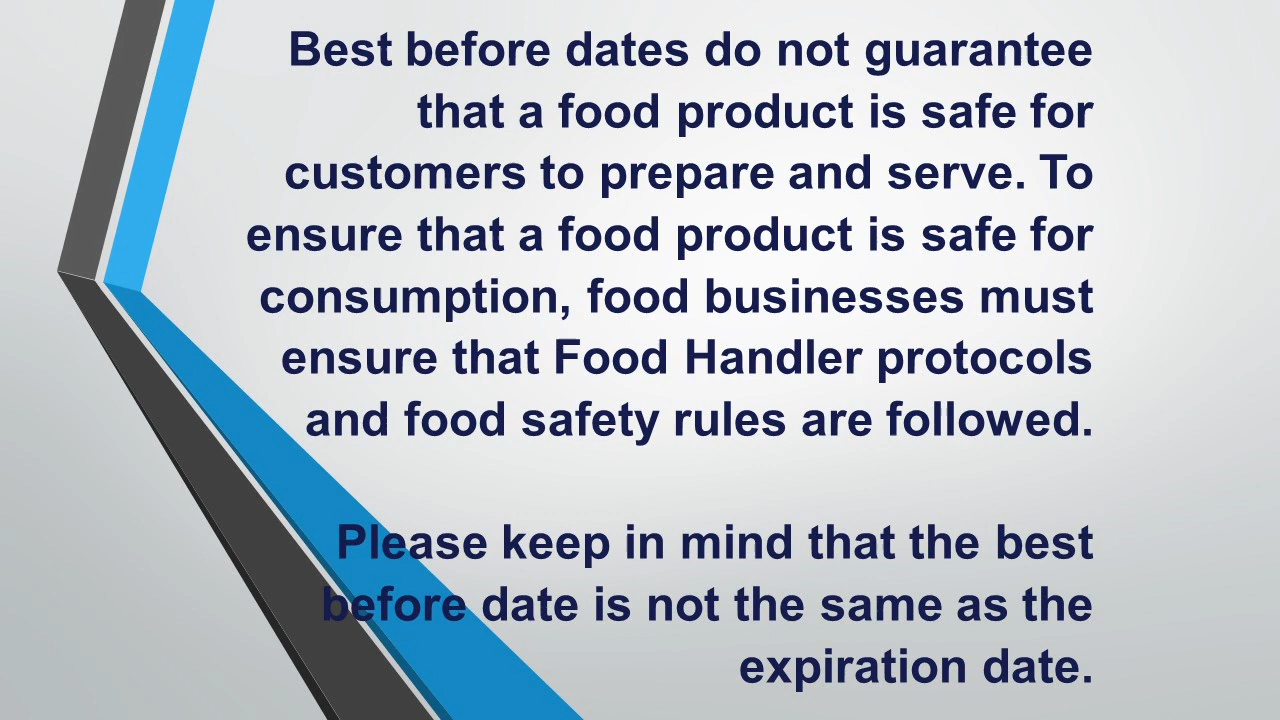 Best before dates do not guarantee
that a food product is safe for
customers to prepare and serve. To
ensure that a food product is safe for
consumption, food businesses must
ensure that Food Handler protocols
and food safety rules are followed.
Please keep in mind that the best
before date is not the same as the
expiration date.